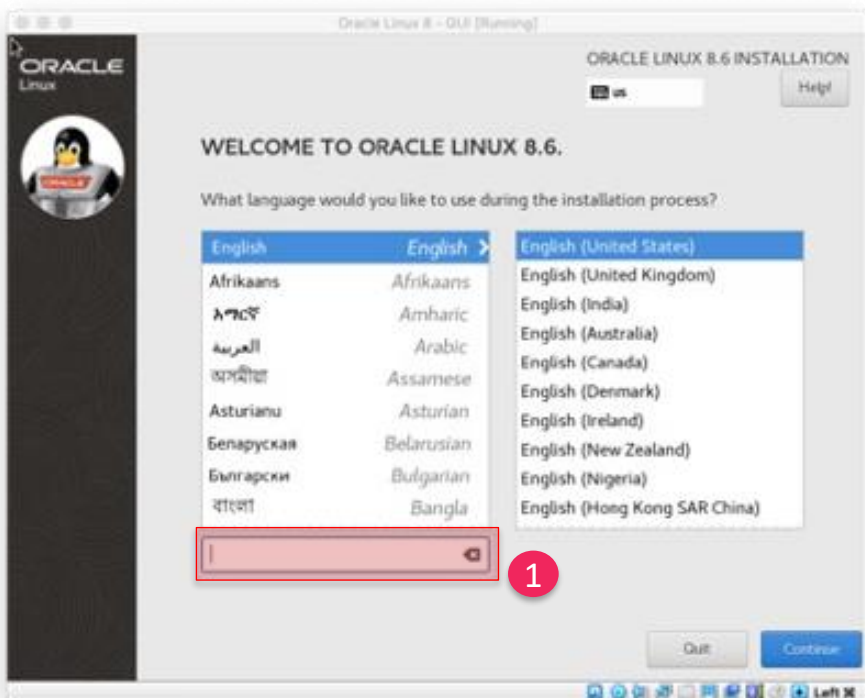 Oracle Linux 8 - GUI [Running]
ORACLE
Linux
ORACLE LINUX 8.6 INSTALLATION
us
Help!
ORACLE
WELCOME TO ORACLE LINUX 8.6.
What language would you like to use during the installation process?
English English
Afrikaans Afrikaans
አማርኛ Amharic
العربية Arabic
অসমীয়া Assamese
Asturianu Asturian
Беларуская Belarusian
Български Bulgarian
বাংলা Bangla
English (United States)
English (United Kingdom)
English (India)
English (Australia)
English (Canada)
English (Denmark)
English (Ireland)
English (New Zealand)
English (Nigeria)
English (Hong Kong SAR China)
1
Quit
Continue
Left ⌘